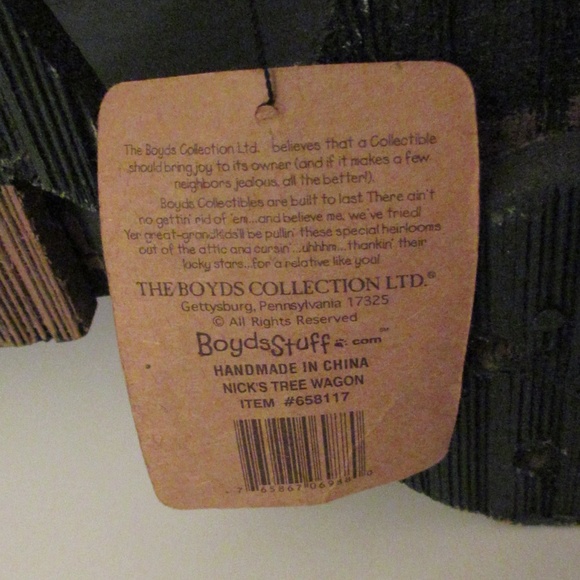 The Boyds Collection Ltd. believes that a Collectible
should bring joy to its owner (and if it makes a few
neighbors jealous, all the better!).
Boyds Collectibles are built to last. There ain't
no gettin' rid of 'em...and believe me, we've tried!
Yer great-grandkids'll be pullin' these special heirlooms
out of the attic and cursin'...uhhhm...thankin' their
lucky stars...for a relative like you!
THE BOYDS COLLECTION LTD.®
Gettysburg, Pennsylvania 17325
© All Rights Reserved
BoydsStuff.com™
HANDMADE IN CHINA
NICK'S TREE WAGON
ITEM #658117
7 65867 0694